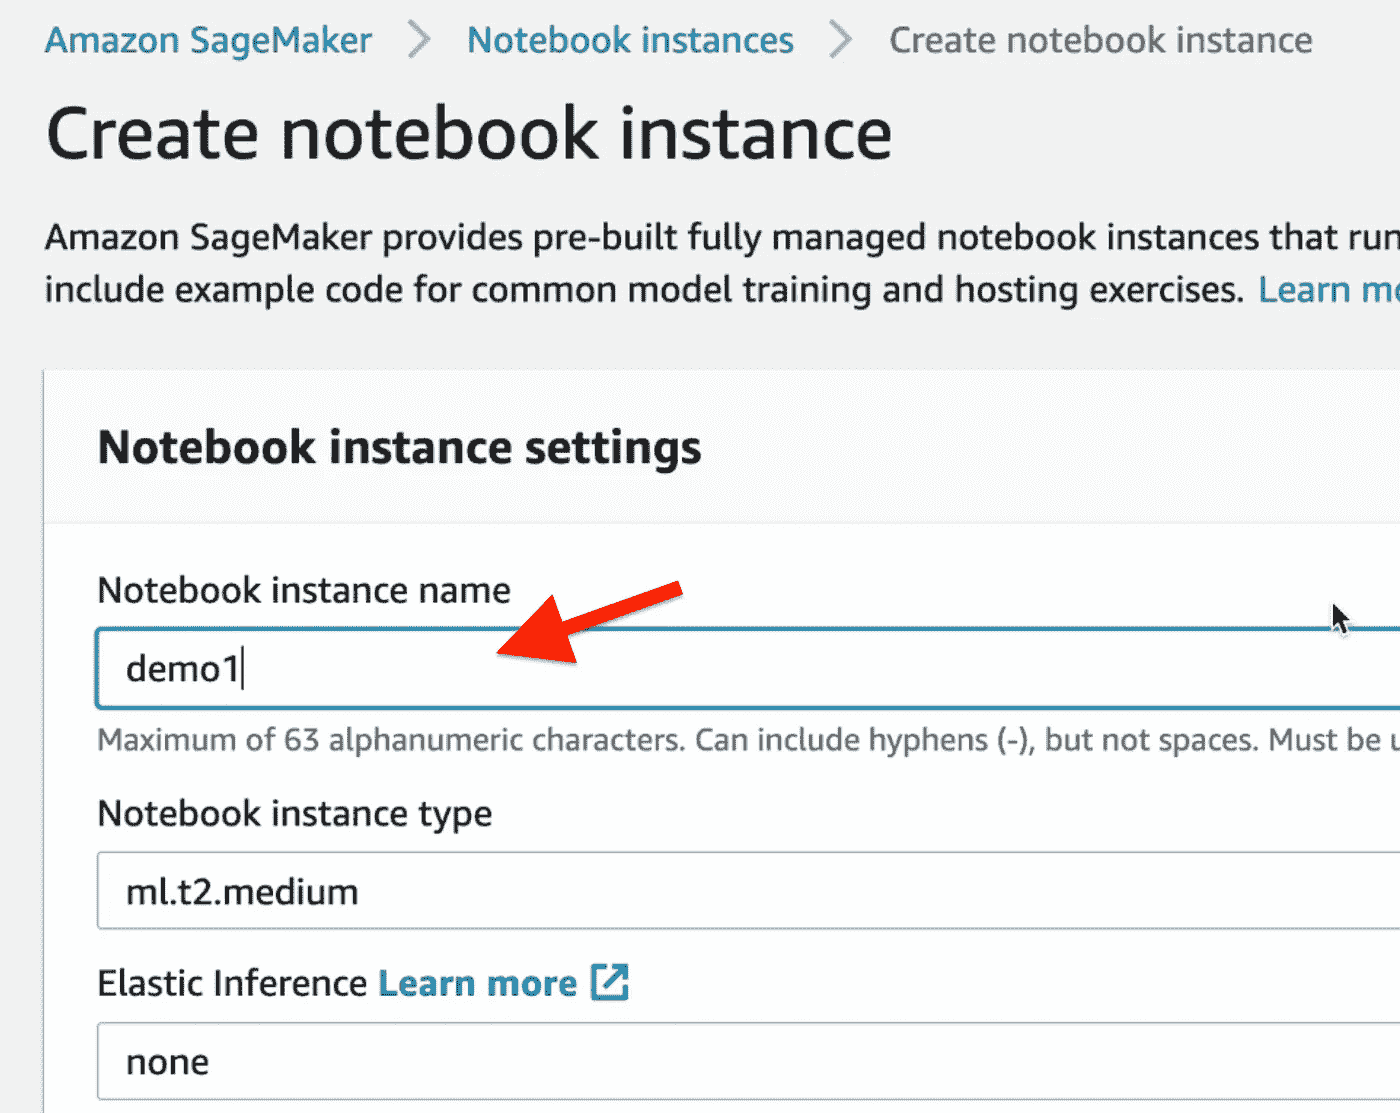 Amazon SageMaker > Notebook instances > Create notebook instance
Create notebook instance
Amazon SageMaker provides pre-built fully managed notebook instances that run
include example code for common model training and hosting exercises. Learn
Notebook instance settings
Notebook instance name
demo1
Maximum of 63 alphanumeric characters. Can include hyphens (-), but not spaces. Must be
Notebook instance type
ml.t2.medium
Elastic Inference Learn more
none